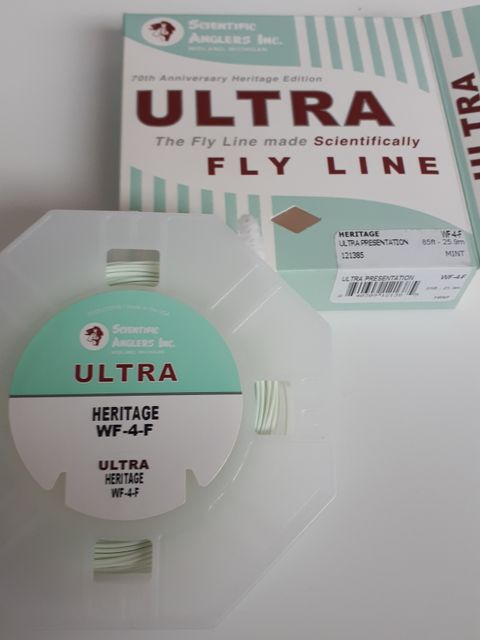 SCIENTIFIC
ANGLERS INC.
MIDLAND, MICHIGAN
70th Anniversary Heritage Edition
ULTRA
The Fly Line made Scientifically
FLY LINE
ULTRA
HERITAGE WF-4-F
ULTRA PRESENTATION 85ft - 25.9m
121385 MINT
ULTRA PRESENTATION WF-4-F
SCIENTIFIC
ANGLERS INC.
MIDLAND, MICHIGAN
ULTRA
HERITAGE
WF-4-F
ULTRA
HERITAGE
WF-4-F